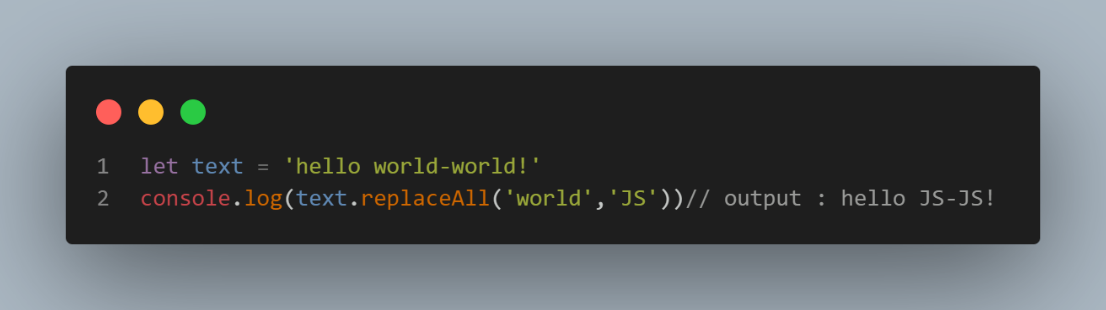 1 let text = 'hello world-world!'
2 console.log(text.replaceAll('world','JS'))// output : hello JS-JS!